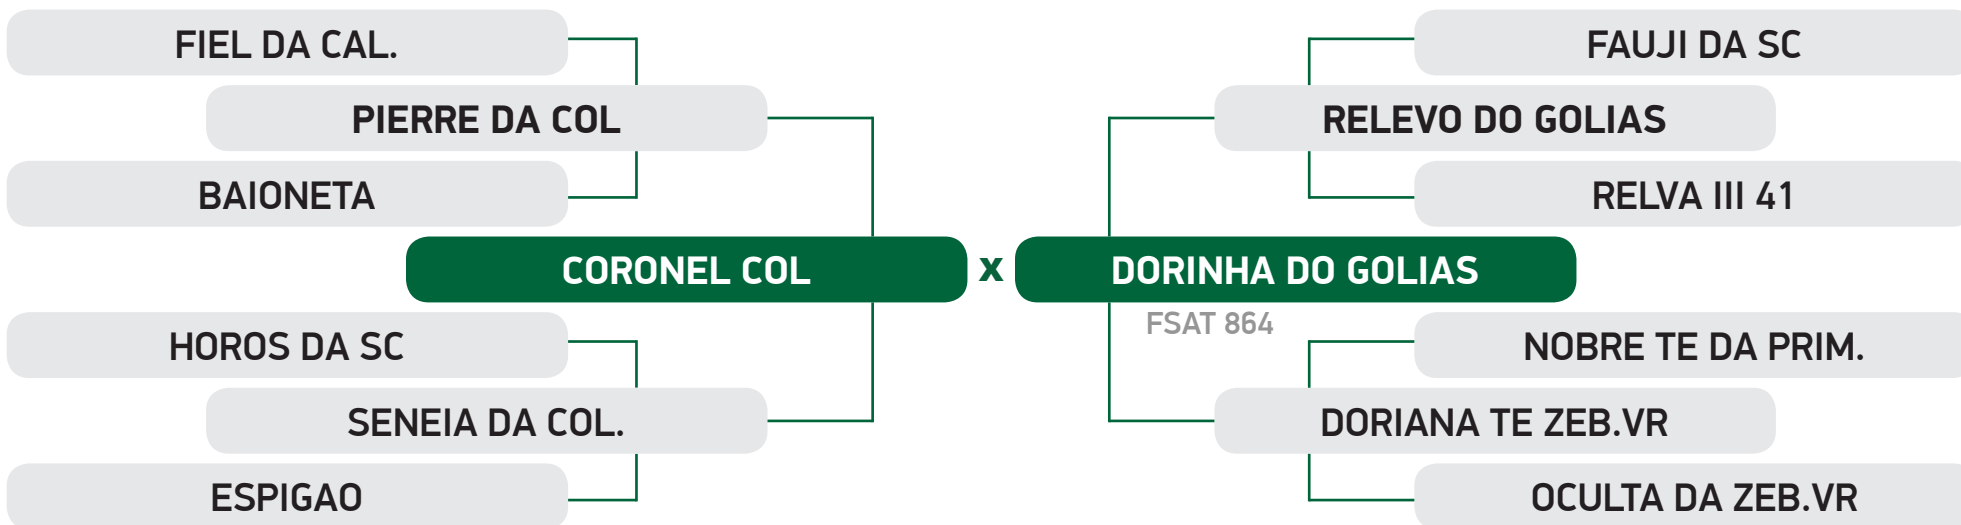 FIEL DA CAL.
FAUJI DA SC
PIERRE DA COL
RELEVO DO GOLIAS
BAIONETA
RELVA III 41
CORONEL COL x DORINHA DO GOLIAS
FSAT 864
HOROS DA SC
NOBRE TE DA PRIM.
SENEIA DA COL.
DORIANA TE ZEB.VR
ESPIGAO
OCULTA DA ZEB.VR